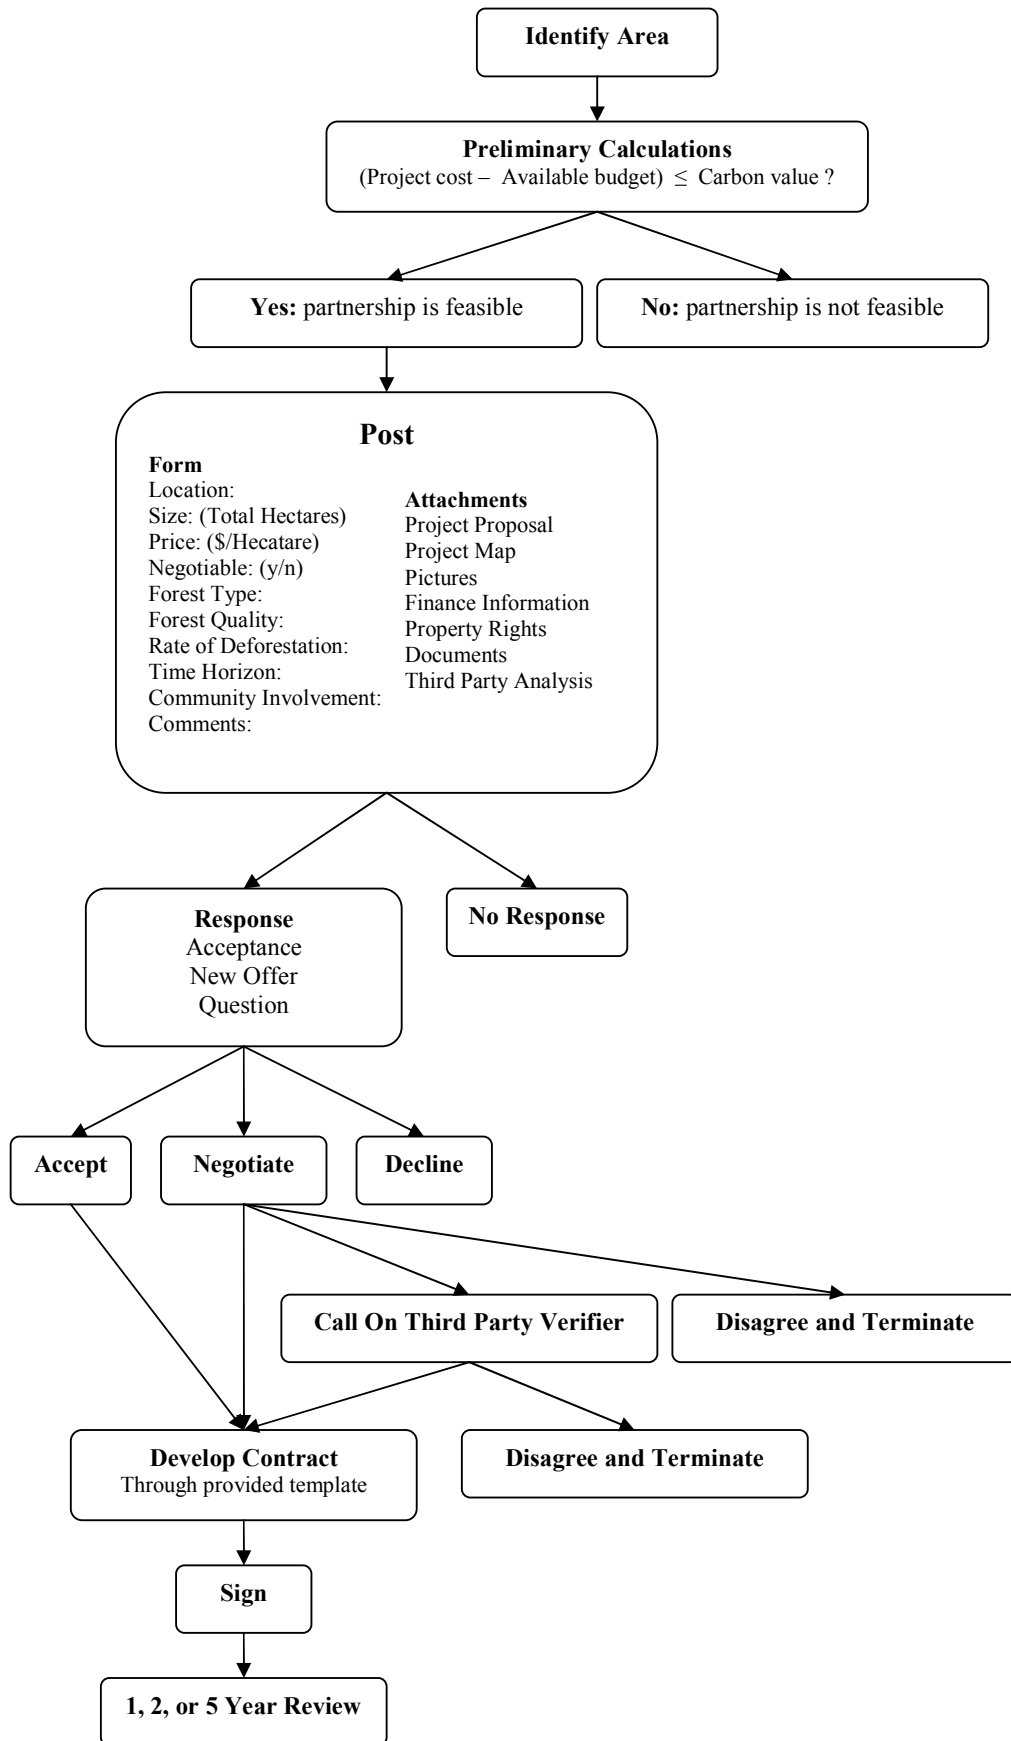 Identify Area
Preliminary Calculations
(Project cost – Available budget) ≤ Carbon value ?
Yes: partnership is feasible
No: partnership is not feasible
Post
Form
Location:
Size: (Total Hectares)
Price: ($/Hecatare)
Negotiable: (y/n)
Forest Type:
Forest Quality:
Rate of Deforestation:
Time Horizon:
Community Involvement:
Comments:
Attachments
Project Proposal
Project Map
Pictures
Finance Information
Property Rights
Documents
Third Party Analysis
Response
Acceptance
New Offer
Question
No Response
Accept
Negotiate
Decline
Call On Third Party Verifier
Disagree and Terminate
Develop Contract
Through provided template
Disagree and Terminate
Sign
1, 2, or 5 Year Review